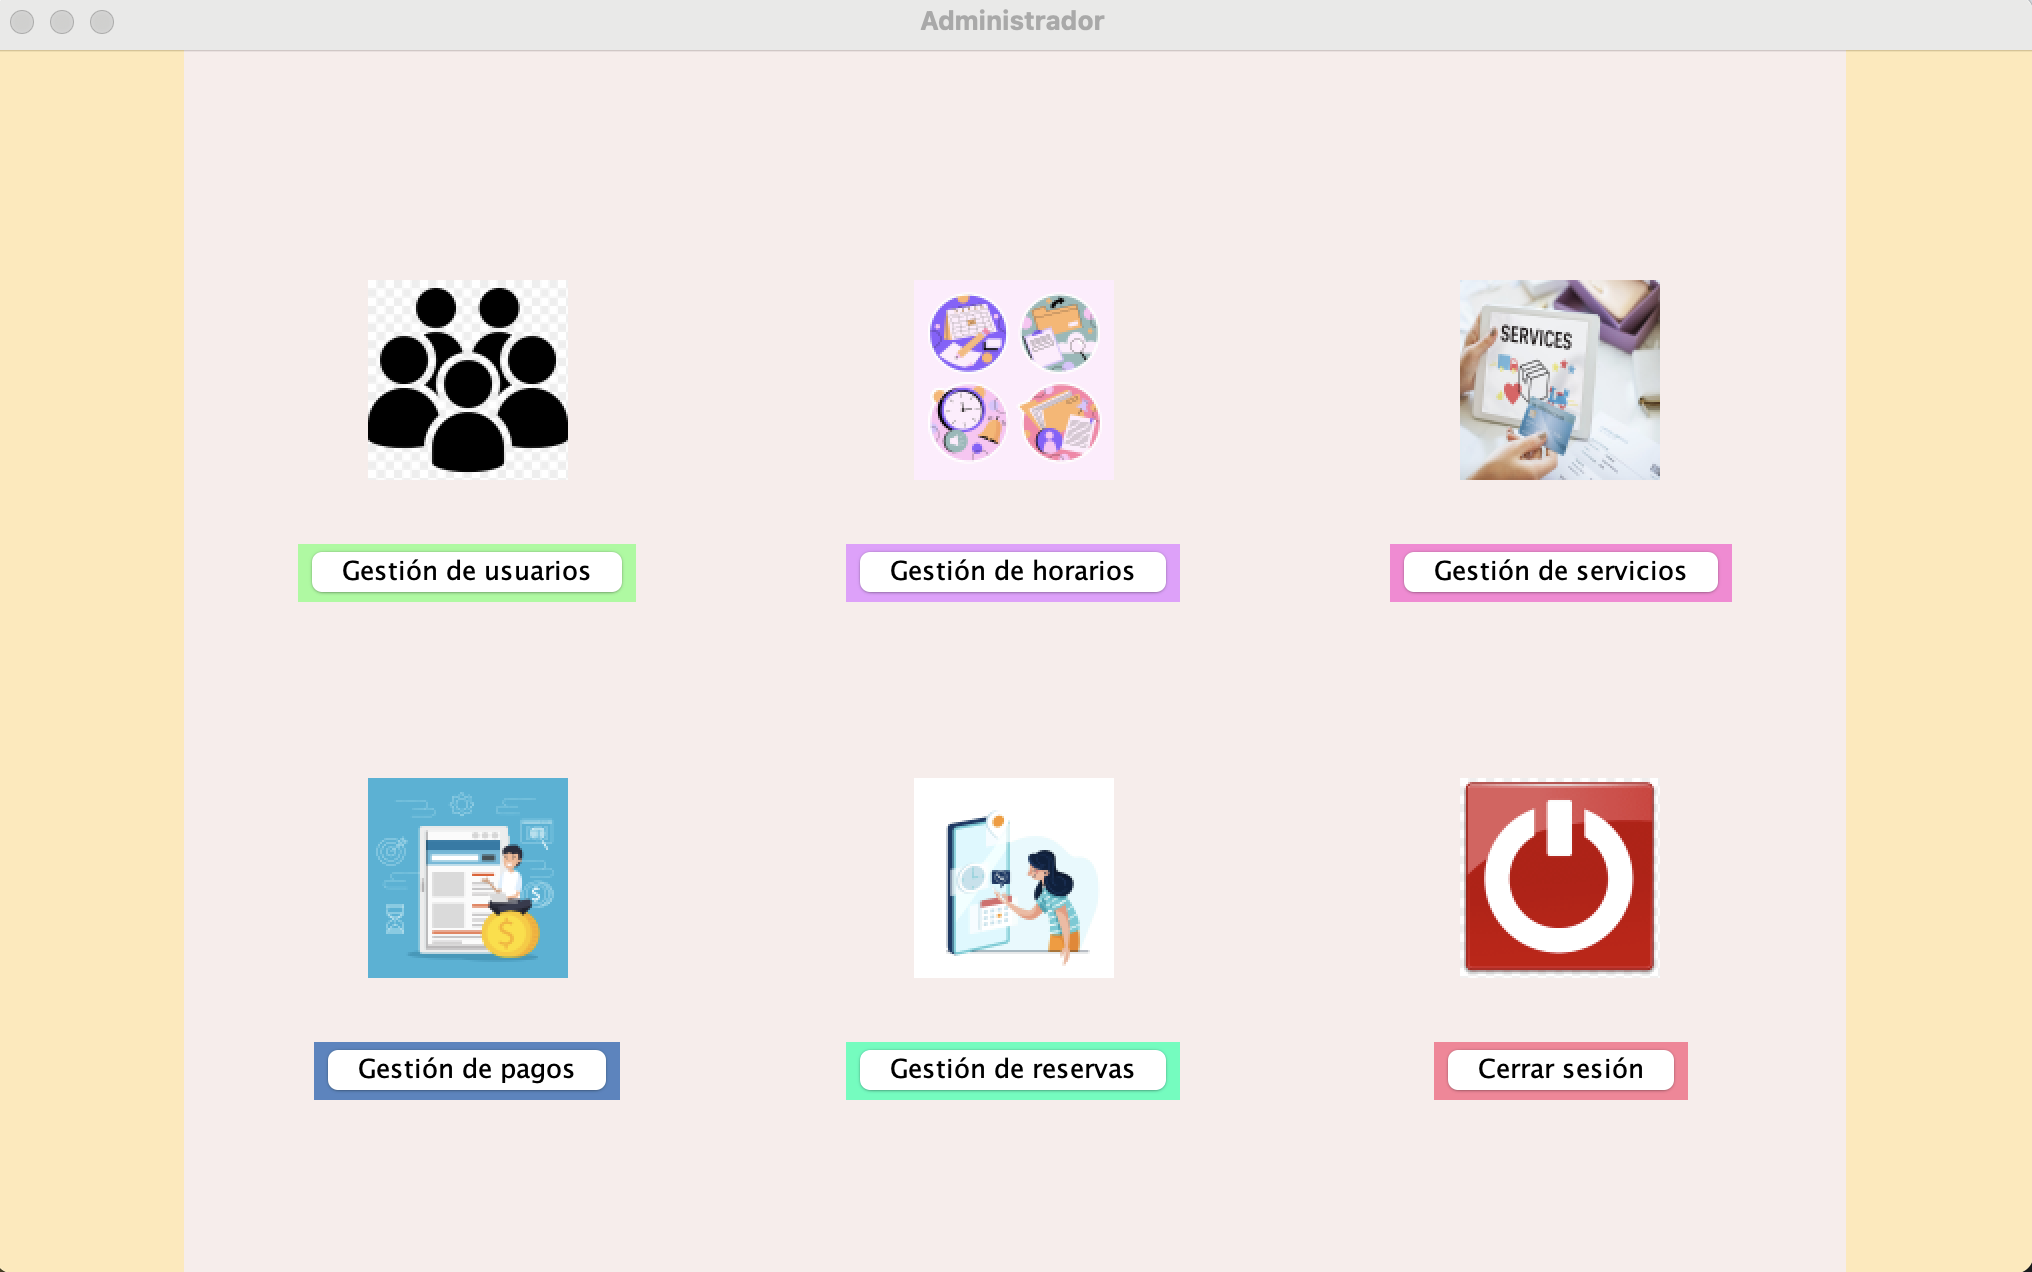 Administrador
SERVICES
Gestión de usuarios
Gestión de horarios
Gestión de servicios
Gestión de pagos
Gestión de reservas
Cerrar sesión